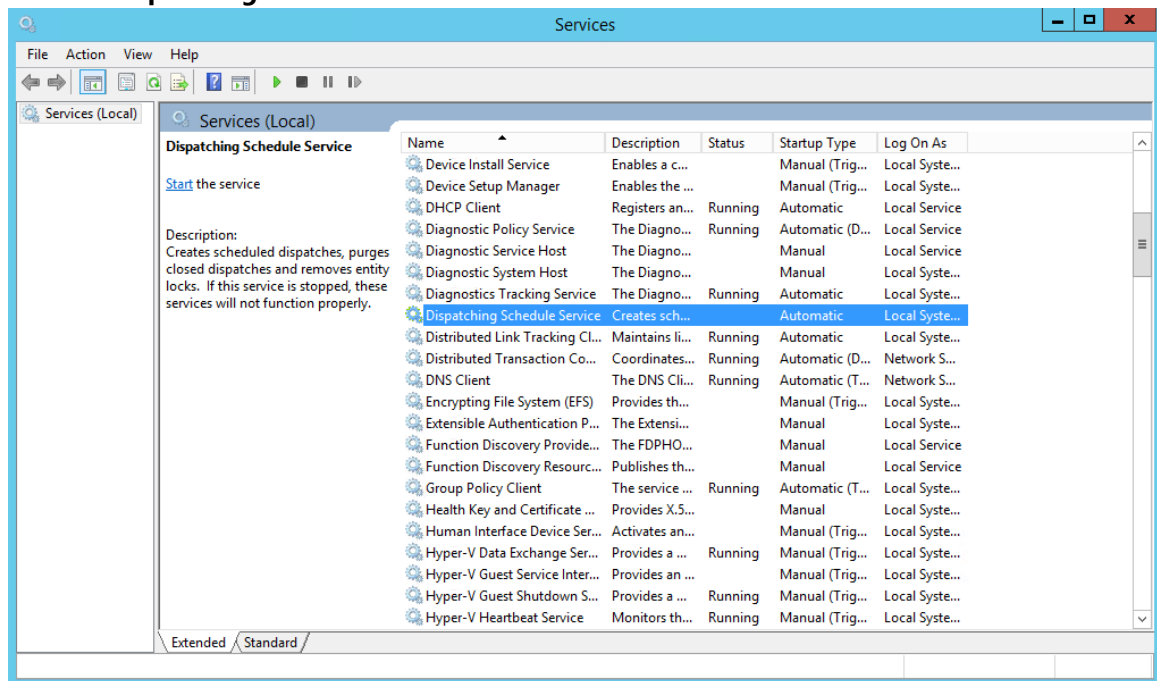 Services
File Action View Help
Services (Local)
Services (Local)
Dispatching Schedule Service
Start the service
Description:
Creates scheduled dispatches, purges
closed dispatches and removes entity
locks. If this service is stopped, these
services will not function properly.
Name Description Status Startup Type Log On As
Device Install Service Enables a c... Manual (Trig... Local Syste...
Device Setup Manager Enables the ... Manual (Trig... Local Syste...
DHCP Client Registers an... Running Automatic Local Service
Diagnostic Policy Service The Diagno... Running Automatic (D... Local Service
Diagnostic Service Host The Diagno... Manual Local Service
Diagnostic System Host The Diagno... Manual Local Syste...
Diagnostics Tracking Service The Diagno... Running Automatic Local Syste...
Dispatching Schedule Service Creates sch... Automatic Local Syste...
Distributed Link Tracking Cl... Maintains li... Running Automatic Local Syste...
Distributed Transaction Co... Coordinates... Running Automatic (D... Network S...
DNS Client The DNS Cli... Running Automatic (T... Network S...
Encrypting File System (EFS) Provides th... Manual (Trig... Local Syste...
Extensible Authentication P... The Extensi... Manual Local Syste...
Function Discovery Provide... The FDPHO... Manual Local Service
Function Discovery Resourc... Publishes th... Manual Local Service
Group Policy Client The service ... Running Automatic (T... Local Syste...
Health Key and Certificate ... Provides X.5... Manual Local Syste...
Human Interface Device Ser... Activates an... Manual (Trig... Local Syste...
Hyper-V Data Exchange Ser... Provides a ... Running Manual (Trig... Local Syste...
Hyper-V Guest Service Inter... Provides an ... Manual (Trig... Local Syste...
Hyper-V Guest Shutdown S... Provides a ... Running Manual (Trig... Local Syste...
Hyper-V Heartbeat Service Monitors th... Running Manual (Trig... Local Syste...
Extended Standard